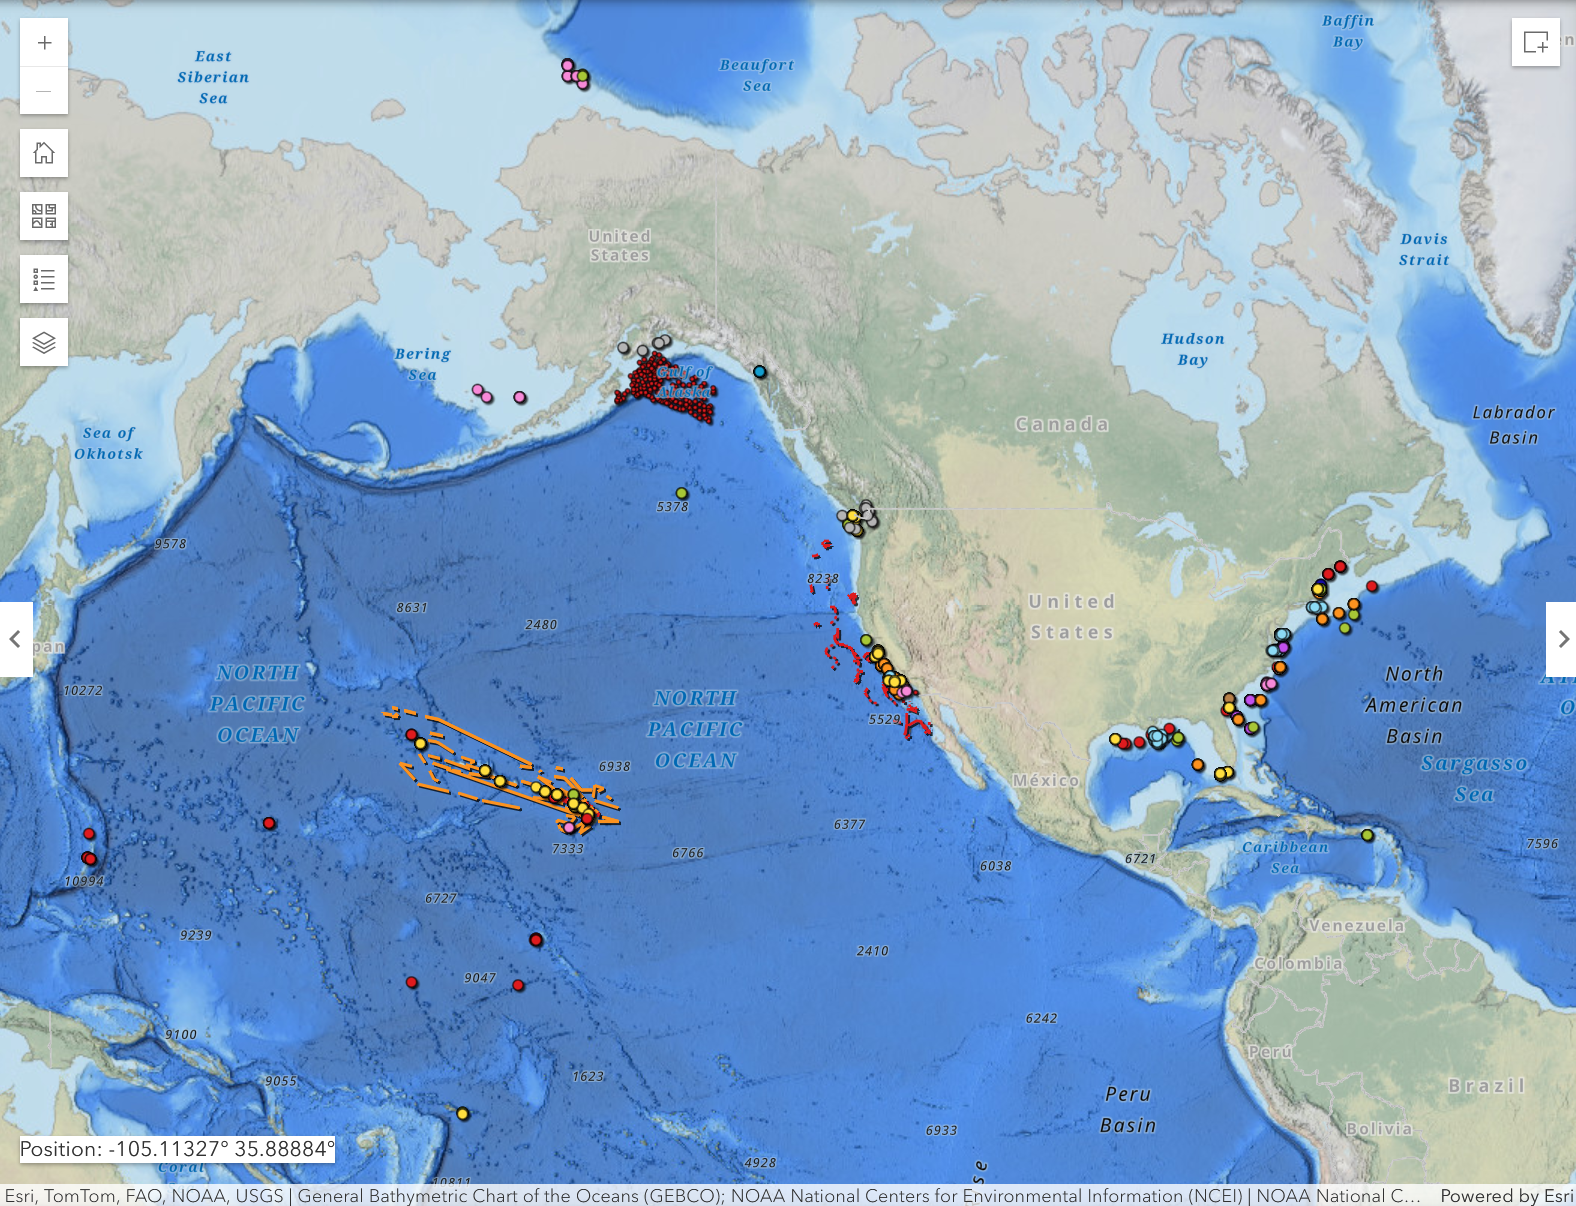 Baffin
Bay
East
Siberian
Sea
Beaufort
Sea
United
States
Davis
Strait
Hudson
Bay
Bering
Sea
Gulf of
Alaska
Labrador
Basin
Canada
Sea of
Okhotsk
5378
9578
8238
8631
2480
United
States
pan
NORTH
PACIFIC
OCEAN
10272
NORTH
PACIFIC
OCEAN
North
American
Basin
5529
6938
México
Sargasso
Sea
6377
7333
6766
6038
6721
Caribbean
Sea
7596
10994
6727
9239
Venezuela
2410
Colombia
9047
6242
9100
Perú
1623
9055
Brazil
Peru
Basin
6933
Bolivia
Position: -105.11327° 35.88884°
Coral
4928
10811
Esri, TomTom, FAO, NOAA, USGS | General Bathymetric Chart of the Oceans (GEBCO); NOAA National Centers for Environmental Information (NCEI) | NOAA National C... Powered by Esri